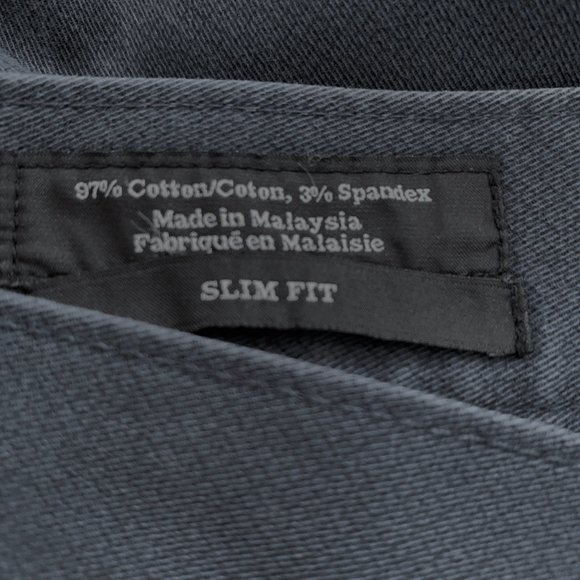 97% Cotton/Coton, 3% Spandex
Made in Malaysia
Fabriqué en Malaisie
SLIM FIT